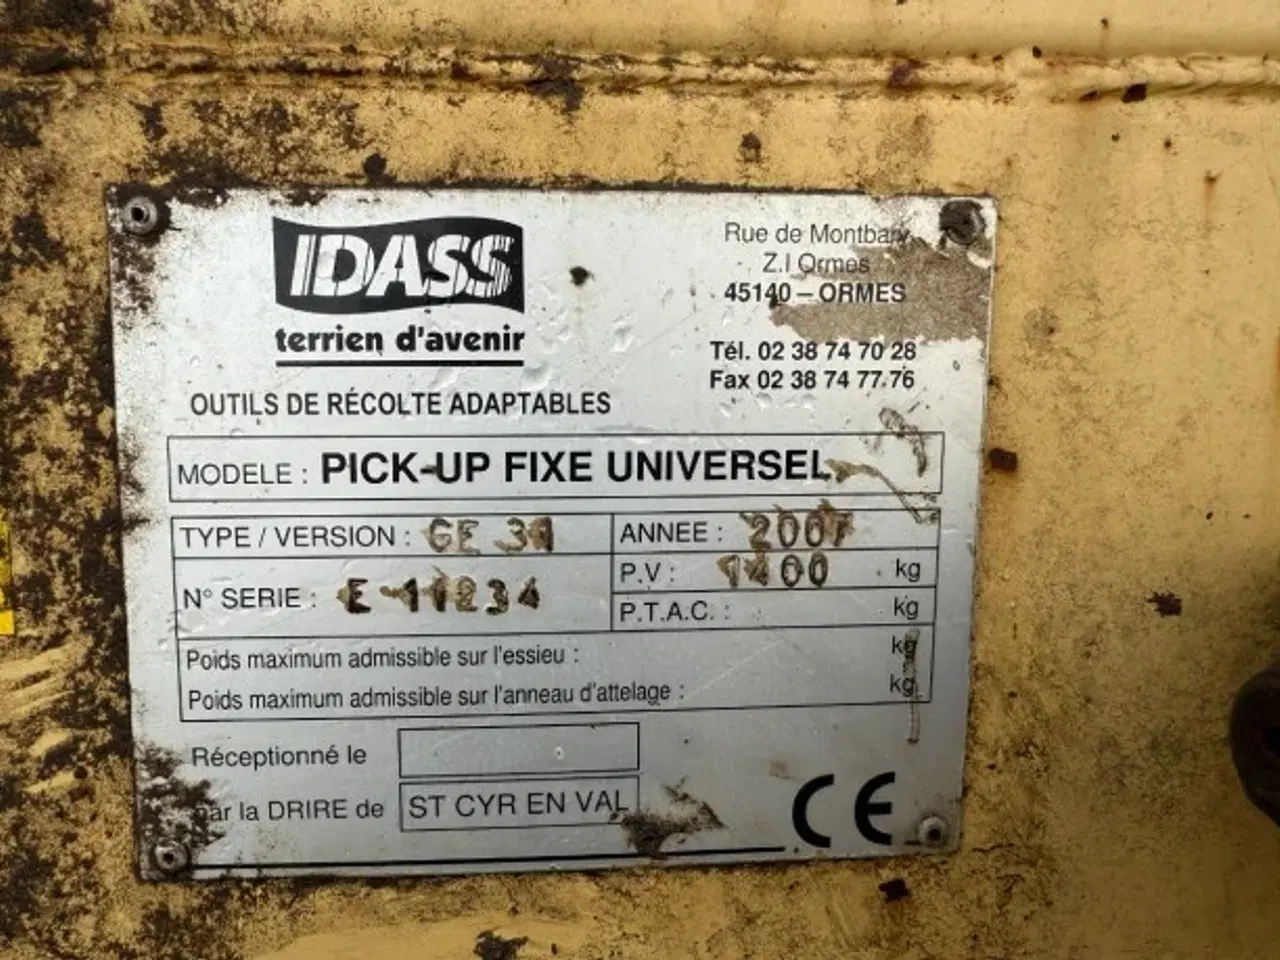 IDASS
terrien d'avenir
OUTILS DE RÉCOLTE ADAPTABLES
Rue de Montbary
Z.I Ormes
45140 – ORMES
Tél. 02 38 74 70 28
Fax 02 38 74 77 76
MODELE : PICK-UP FIXE UNIVERSEL
TYPE / VERSION : GE 31
ANNEE : 2007
N° SERIE : E-11234
P.V : 1400 kg
P.T.A.C. : kg
Poids maximum admissible sur l'essieu : kg
Poids maximum admissible sur l'anneau d'attelage : kg
Réceptionné le
par la DRIRE de ST CYR EN VAL
CE